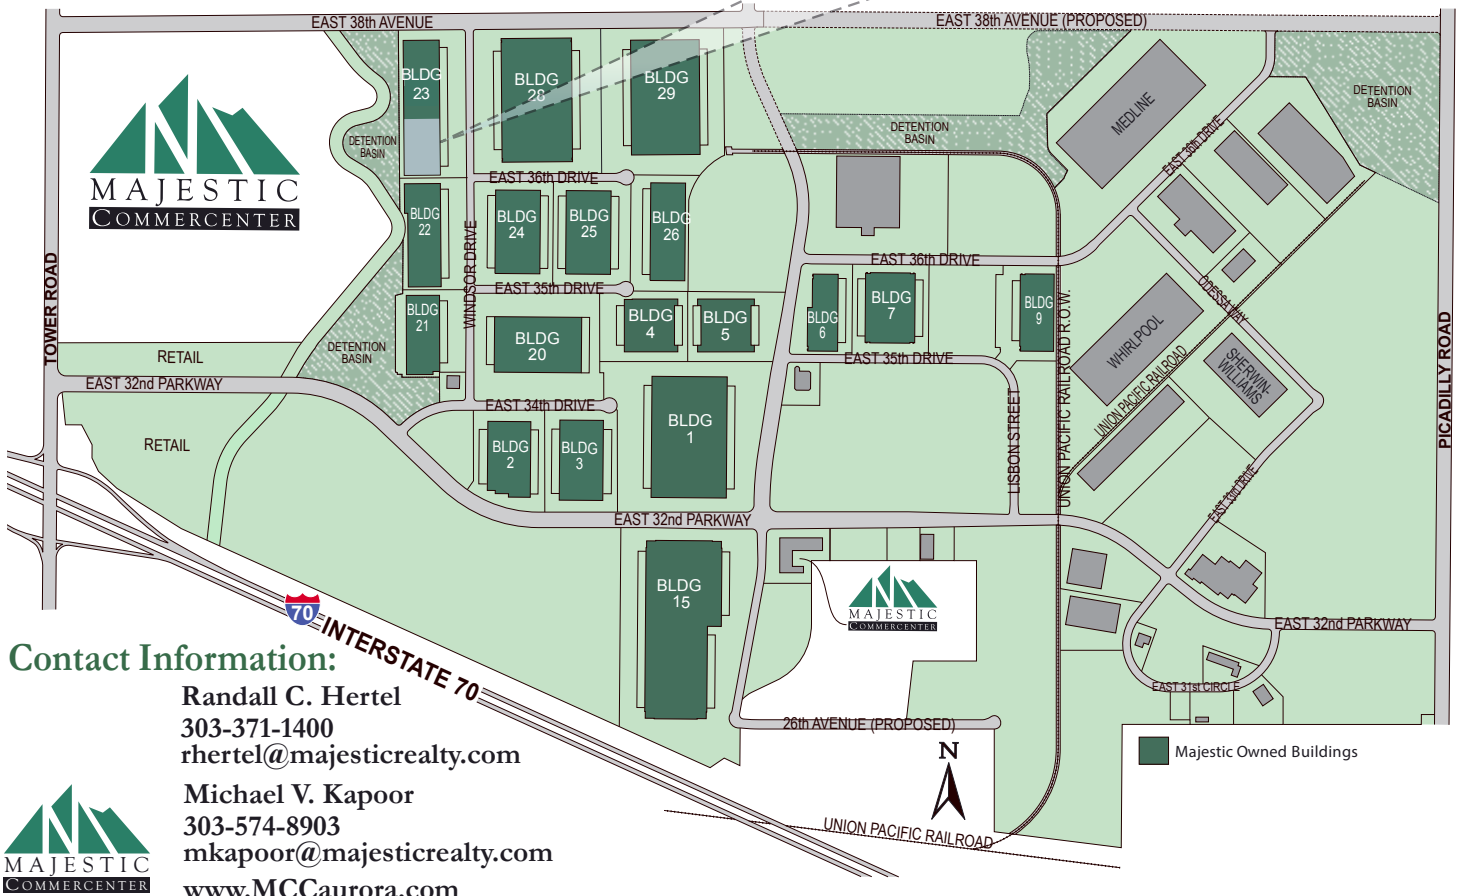 EAST 38th AVENUE
EAST 38th AVENUE (PROPOSED)
BLDG
23
BLDG
28
BLDG
29
MEDLINE
DETENTION
BASIN
DETENTION
BASIN
DETENTION
BASIN
EAST 36th DRIVE
MAJESTIC
COMMERCENTER
EAST 36th DRIVE
BLDG
22
BLDG
24
BLDG
25
BLDG
26
WINDSOR DRIVE
EAST 36th DRIVE
TOWER ROAD
EAST 35th DRIVE
ODESSA WAY
BLDG
21
BLDG
4
BLDG
5
BLDG
6
BLDG
7
BLDG
9
UNION PACIFIC RAILROAD R.O.W.
WHIRLPOOL
PICADILLY ROAD
BLDG
20
DETENTION
BASIN
RETAIL
EAST 35th DRIVE
UNION PACIFIC RAILROAD
SHERWIN-
WILLIAMS
EAST 32nd PARKWAY
EAST 34th DRIVE
LISBON STREET
RETAIL
BLDG
2
BLDG
3
BLDG
1
EAST 33rd DRIVE
EAST 32nd PARKWAY
BLDG
15
MAJESTIC
COMMERCENTER
70
INTERSTATE 70
EAST 32nd PARKWAY
EAST 31st CIRCLE
26th AVENUE (PROPOSED)
N
Majestic Owned Buildings
UNION PACIFIC RAILROAD
Contact Information:
Randall C. Hertel
303-371-1400
rhertel@majesticrealty.com
Michael V. Kapoor
303-574-8903
mkapoor@majesticrealty.com
www.MCCaurora.com
MAJESTIC
COMMERCENTER